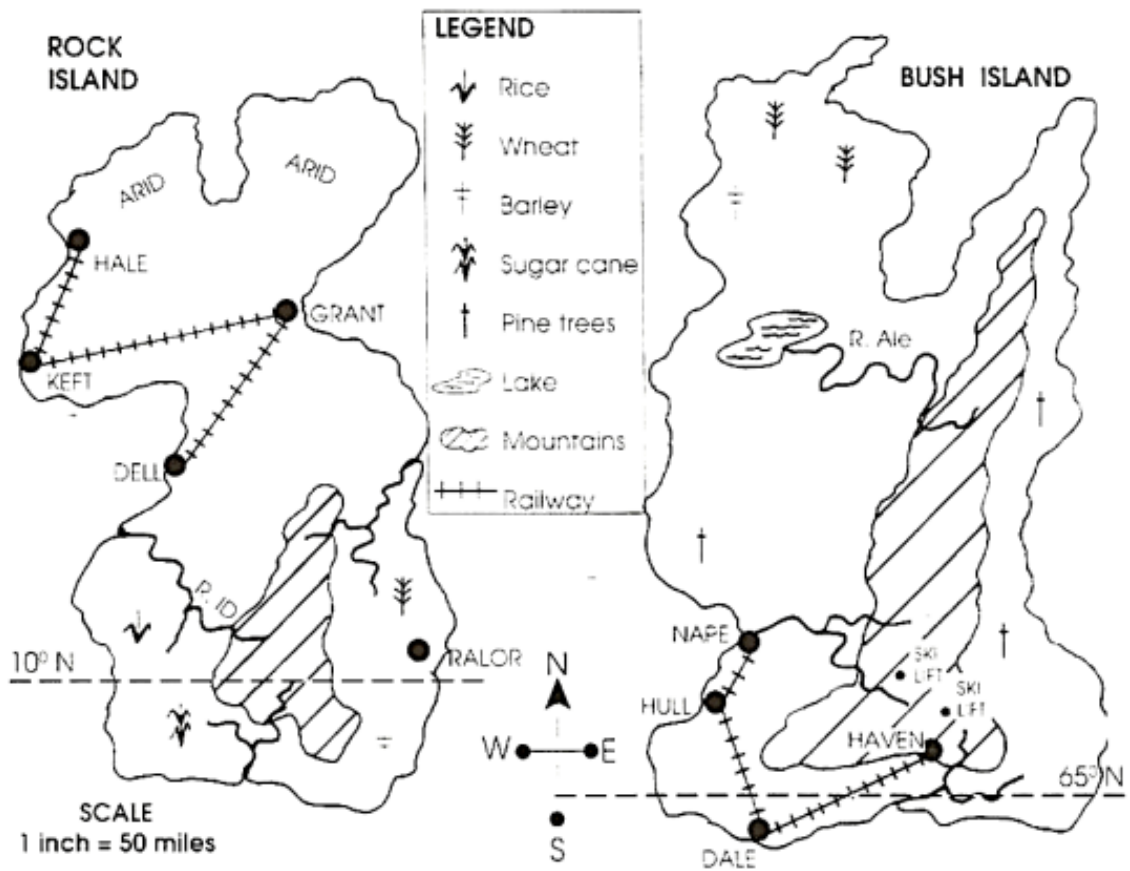 ROCK
ISLAND
ARID
ARID
HALE
GRANT
KEFT
DELL
R. ID
RALOR
10° N
SCALE
1 inch = 50 miles
LEGEND
Rice
Wheat
Barley
Sugar cane
Pine trees
Lake
Mountains
Railway
N
W
E
S
BUSH ISLAND
R. Ale
NAPE
SKI
LIFT
SKI
LIFT
HULL
HAVEN
65° N
DALE